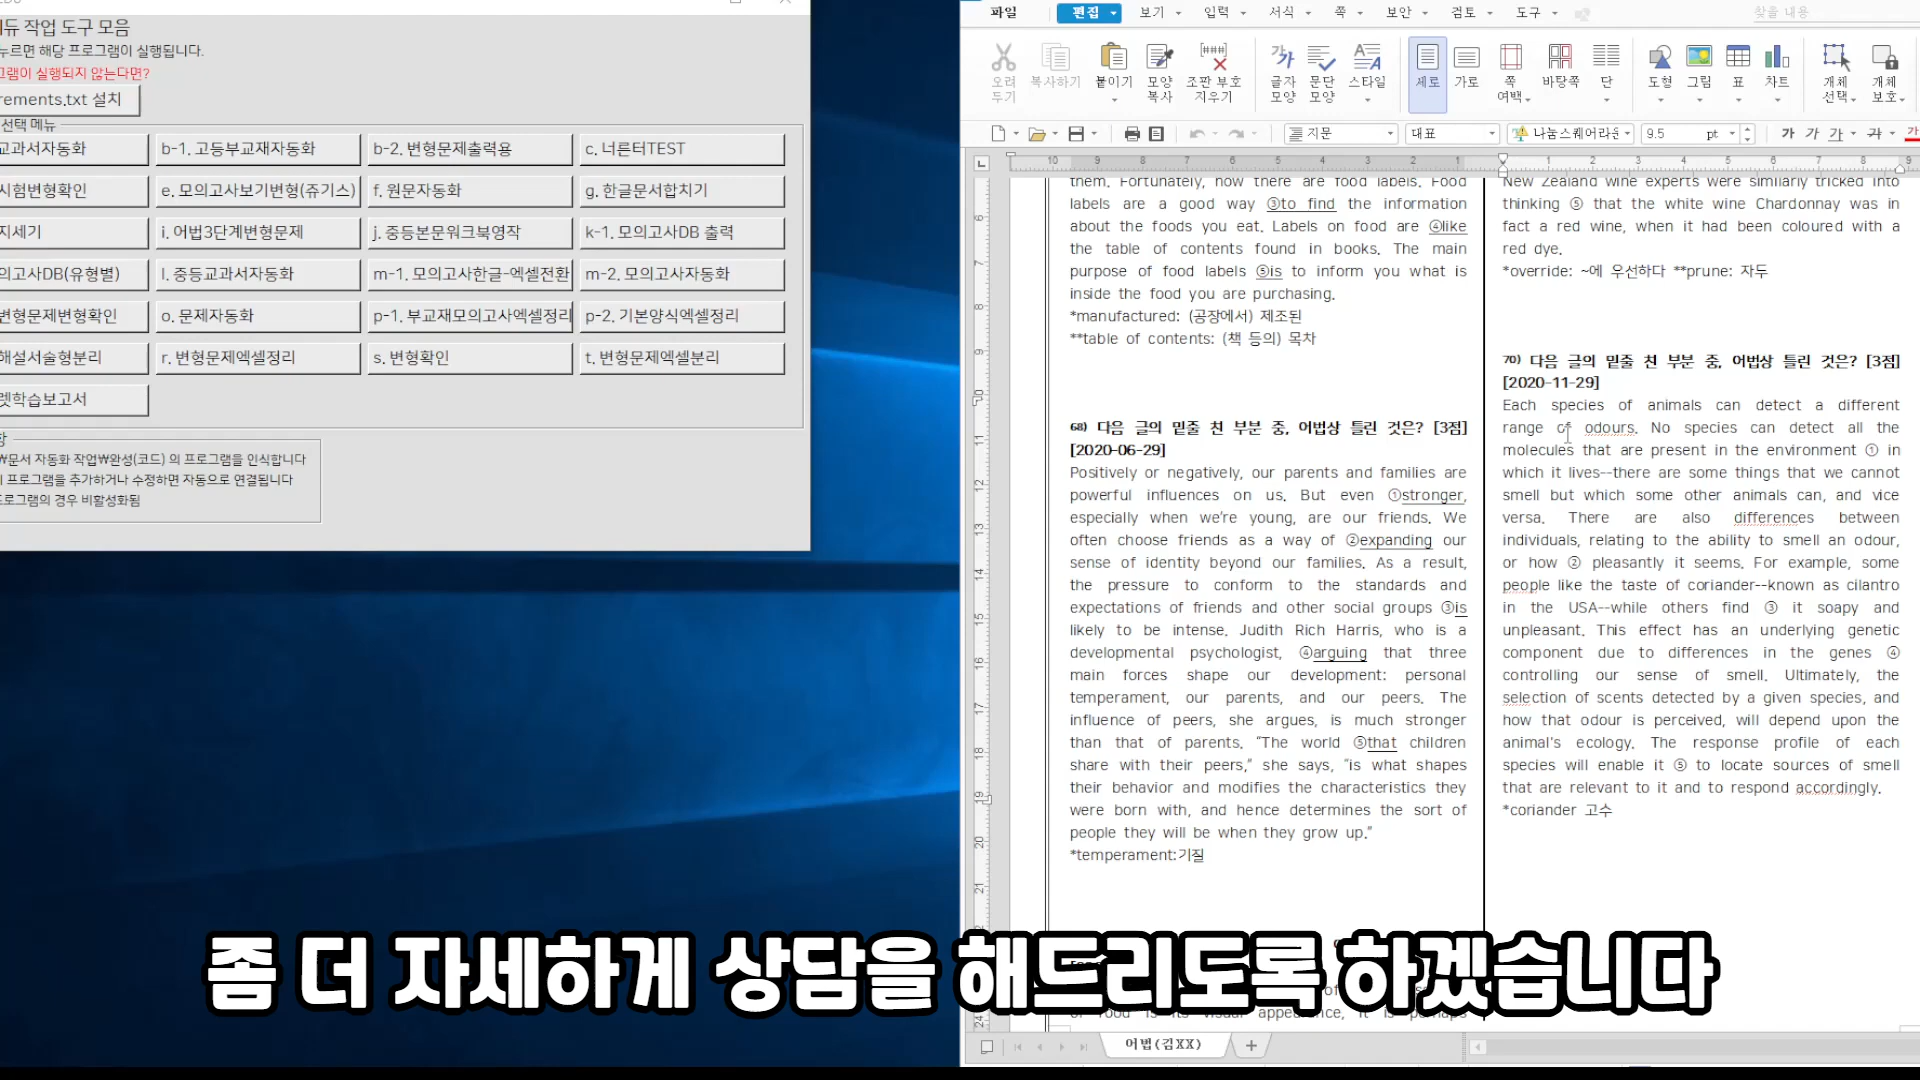 듀 작업 도구 모음
누르면 해당 프로그램이 실행됩니다.
그램이 실행되지 않는다면?
rements.txt 설치
선택 메뉴
교과서자동화
b-1. 고등부교재자동화
b-2. 변형문제출력용
c. 너른터TEST
시험변형확인
e. 모의고사보기변형(쥬기스)
f. 원문자동화
g. 한글문서합치기
지세기
i. 어법3단계변형문제
j. 중등본문워크북영작
k-1. 모의고사DB 출력
의고사DB(유형별)
l. 중등교과서자동화
m-1. 모의고사한글-엑셀전환
m-2. 모의고사자동화
변형문제변형확인
o. 문제자동화
p-1. 부교재모의고사엑셀정리
p-2. 기본양식엑셀정리
해설서술형분리
r. 변형문제엑셀정리
s. 변형확인
t. 변형문제엑셀분리
렛학습보고서
₩문서 자동화 작업₩완성(코드) 의 프로그램을 인식합니다
프로그램을 추가하거나 수정하면 자동으로 연결됩니다
프로그램의 경우 비활성화됨
파일 편집 보기 입력 서식 쪽 보안 검토 도구 찾을 내용
오려 두기
복사하기
붙이기
모양 복사
조판 부호 지우기
글자 모양
문단 모양
스타일
세로
가로
쪽 여백
바탕쪽
단
도형
그림
표
차트
개체 선택
개체 보호
지문 대표 나눔스퀘어라운 9.5 pt 가 가 가 가
10 9 8 7 6 5 4 3 2 1 1 2 3 4 5 6 7 8 9
them. Fortunately, now there are food labels. Food
labels are a good way ③to find the information
about the foods you eat. Labels on food are ④like
the table of contents found in books. The main
purpose of food labels ⑤is to inform you what is
inside the food you are purchasing.
*manufactured: (공장에서) 제조된
**table of contents: (책 등의) 목차
68) 다음 글의 밑줄 친 부분 중, 어법상 틀린 것은? [3점]
[2020-06-29]
Positively or negatively, our parents and families are
powerful influences on us. But even ①stronger,
especially when we're young, are our friends. We
often choose friends as a way of ②expanding our
sense of identity beyond our families. As a result,
the pressure to conform to the standards and
expectations of friends and other social groups ③is
likely to be intense. Judith Rich Harris, who is a
developmental psychologist, ④arguing that three
main forces shape our development: personal
temperament, our parents, and our peers. The
influence of peers, she argues, is much stronger
than that of parents. "The world ⑤that children
share with their peers," she says, "is what shapes
their behavior and modifies the characteristics they
were born with, and hence determines the sort of
people they will be when they grow up."
*temperament:기질
of food is its visual appearance, it is perhaps
New Zealand wine experts were similarly tricked into
thinking ⑤ that the white wine Chardonnay was in
fact a red wine, when it had been coloured with a
red dye.
*override: ~에 우선하다 **prune: 자두
70) 다음 글의 밑줄 친 부분 중, 어법상 틀린 것은? [3점]
[2020-11-29]
Each species of animals can detect a different
range of odours. No species can detect all the
molecules that are present in the environment ① in
which it lives--there are some things that we cannot
smell but which some other animals can, and vice
versa. There are also differences between
individuals, relating to the ability to smell an odour,
or how ② pleasantly it seems. For example, some
people like the taste of coriander--known as cilantro
in the USA--while others find ③ it soapy and
unpleasant. This effect has an underlying genetic
component due to differences in the genes ④
controlling our sense of smell. Ultimately, the
selection of scents detected by a given species, and
how that odour is perceived, will depend upon the
animal's ecology. The response profile of each
species will enable it ⑤ to locate sources of smell
that are relevant to it and to respond accordingly.
*coriander 고수
어법(김XX)
좀 더 자세하게 상담을 해드리도록 하겠습니다